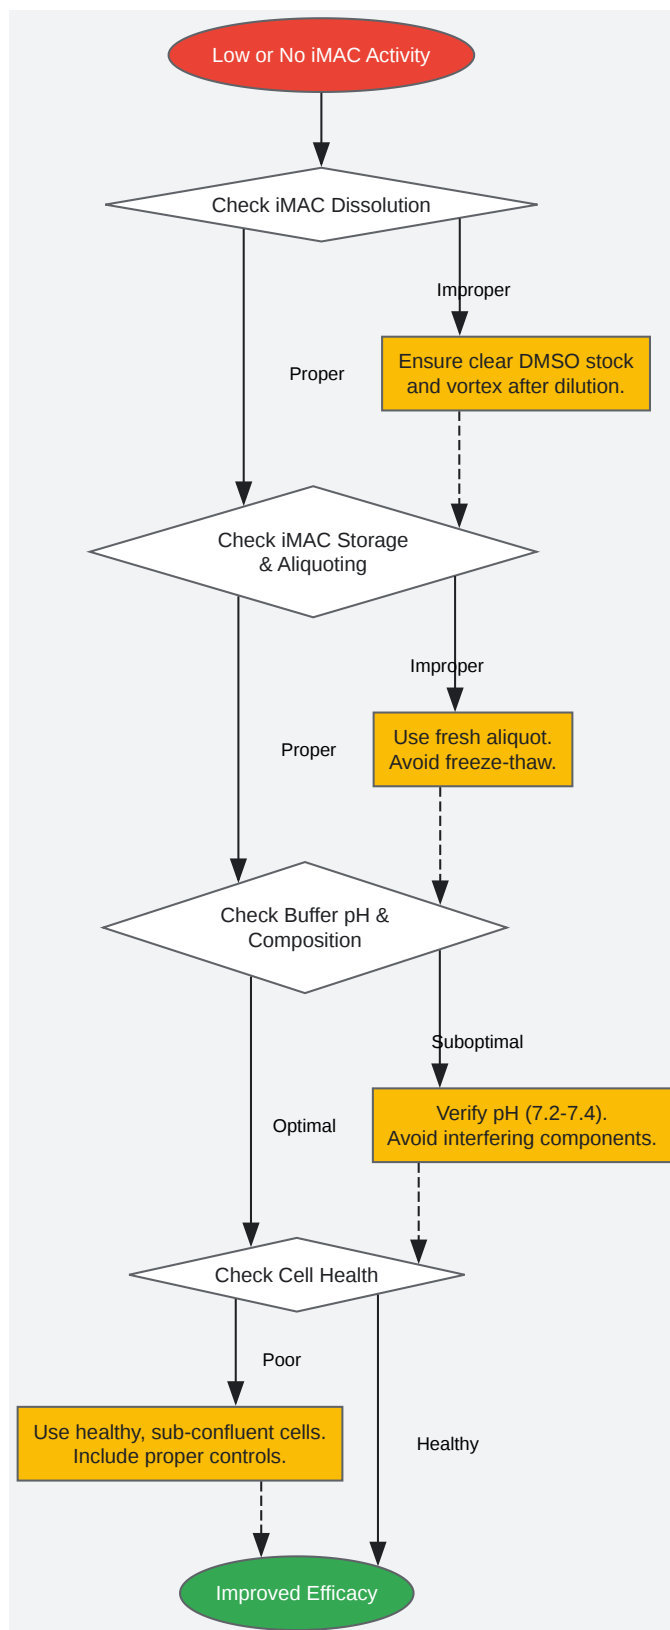 Low or No iMAC Activity
Check iMAC Dissolution
Improper
Ensure clear DMSO stock
and vortex after dilution.
Proper
Check iMAC Storage
& Aliquoting
Improper
Use fresh aliquot.
Avoid freeze-thaw.
Proper
Check Buffer pH &
Composition
Suboptimal
Verify pH (7.2-7.4).
Avoid interfering components.
Optimal
Check Cell Health
Poor
Use healthy, sub-confluent cells.
Include proper controls.
Healthy
Improved Efficacy